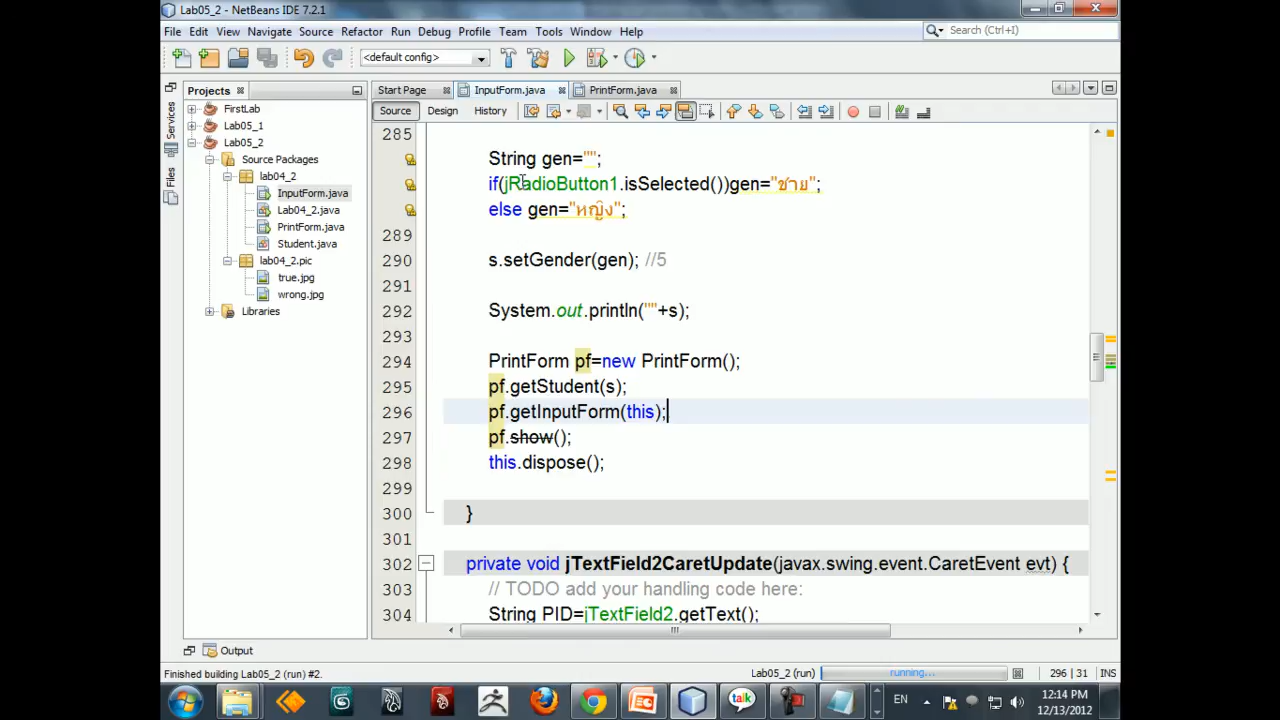 Lab05_2 - NetBeans IDE 7.2.1
File Edit View Navigate Source Refactor Run Debug Profile Team Tools Window Help
Search (Ctrl+I)
<default config>
Projects
Start Page InputForm.java PrintForm.java
Source Design History
Services
Files
FirstLab
Lab05_1
Lab05_2
Source Packages
lab04_2
InputForm.java
Lab04_2.java
PrintForm.java
Student.java
lab04_2.pic
true.jpg
wrong.jpg
Libraries
285
String gen="";
if(jRadioButton1.isSelected())gen="ชาย";
else gen="หญิง";
289
290 s.setGender(gen); //5
291
292 System.out.println(""+s);
293
294 PrintForm pf=new PrintForm();
295 pf.getStudent(s);
296 pf.getInputForm(this);
297 pf.show();
298 this.dispose();
299
300 }
301
302 private void jTextField2CaretUpdate(javax.swing.event.CaretEvent evt) {
303 // TODO add your handling code here:
304 String PID=jTextField2.getText();
Output
Finished building Lab05_2 (run) #2.
Lab05_2 (run) running...
296 | 31 INS
talk
EN
12:14 PM
12/13/2012